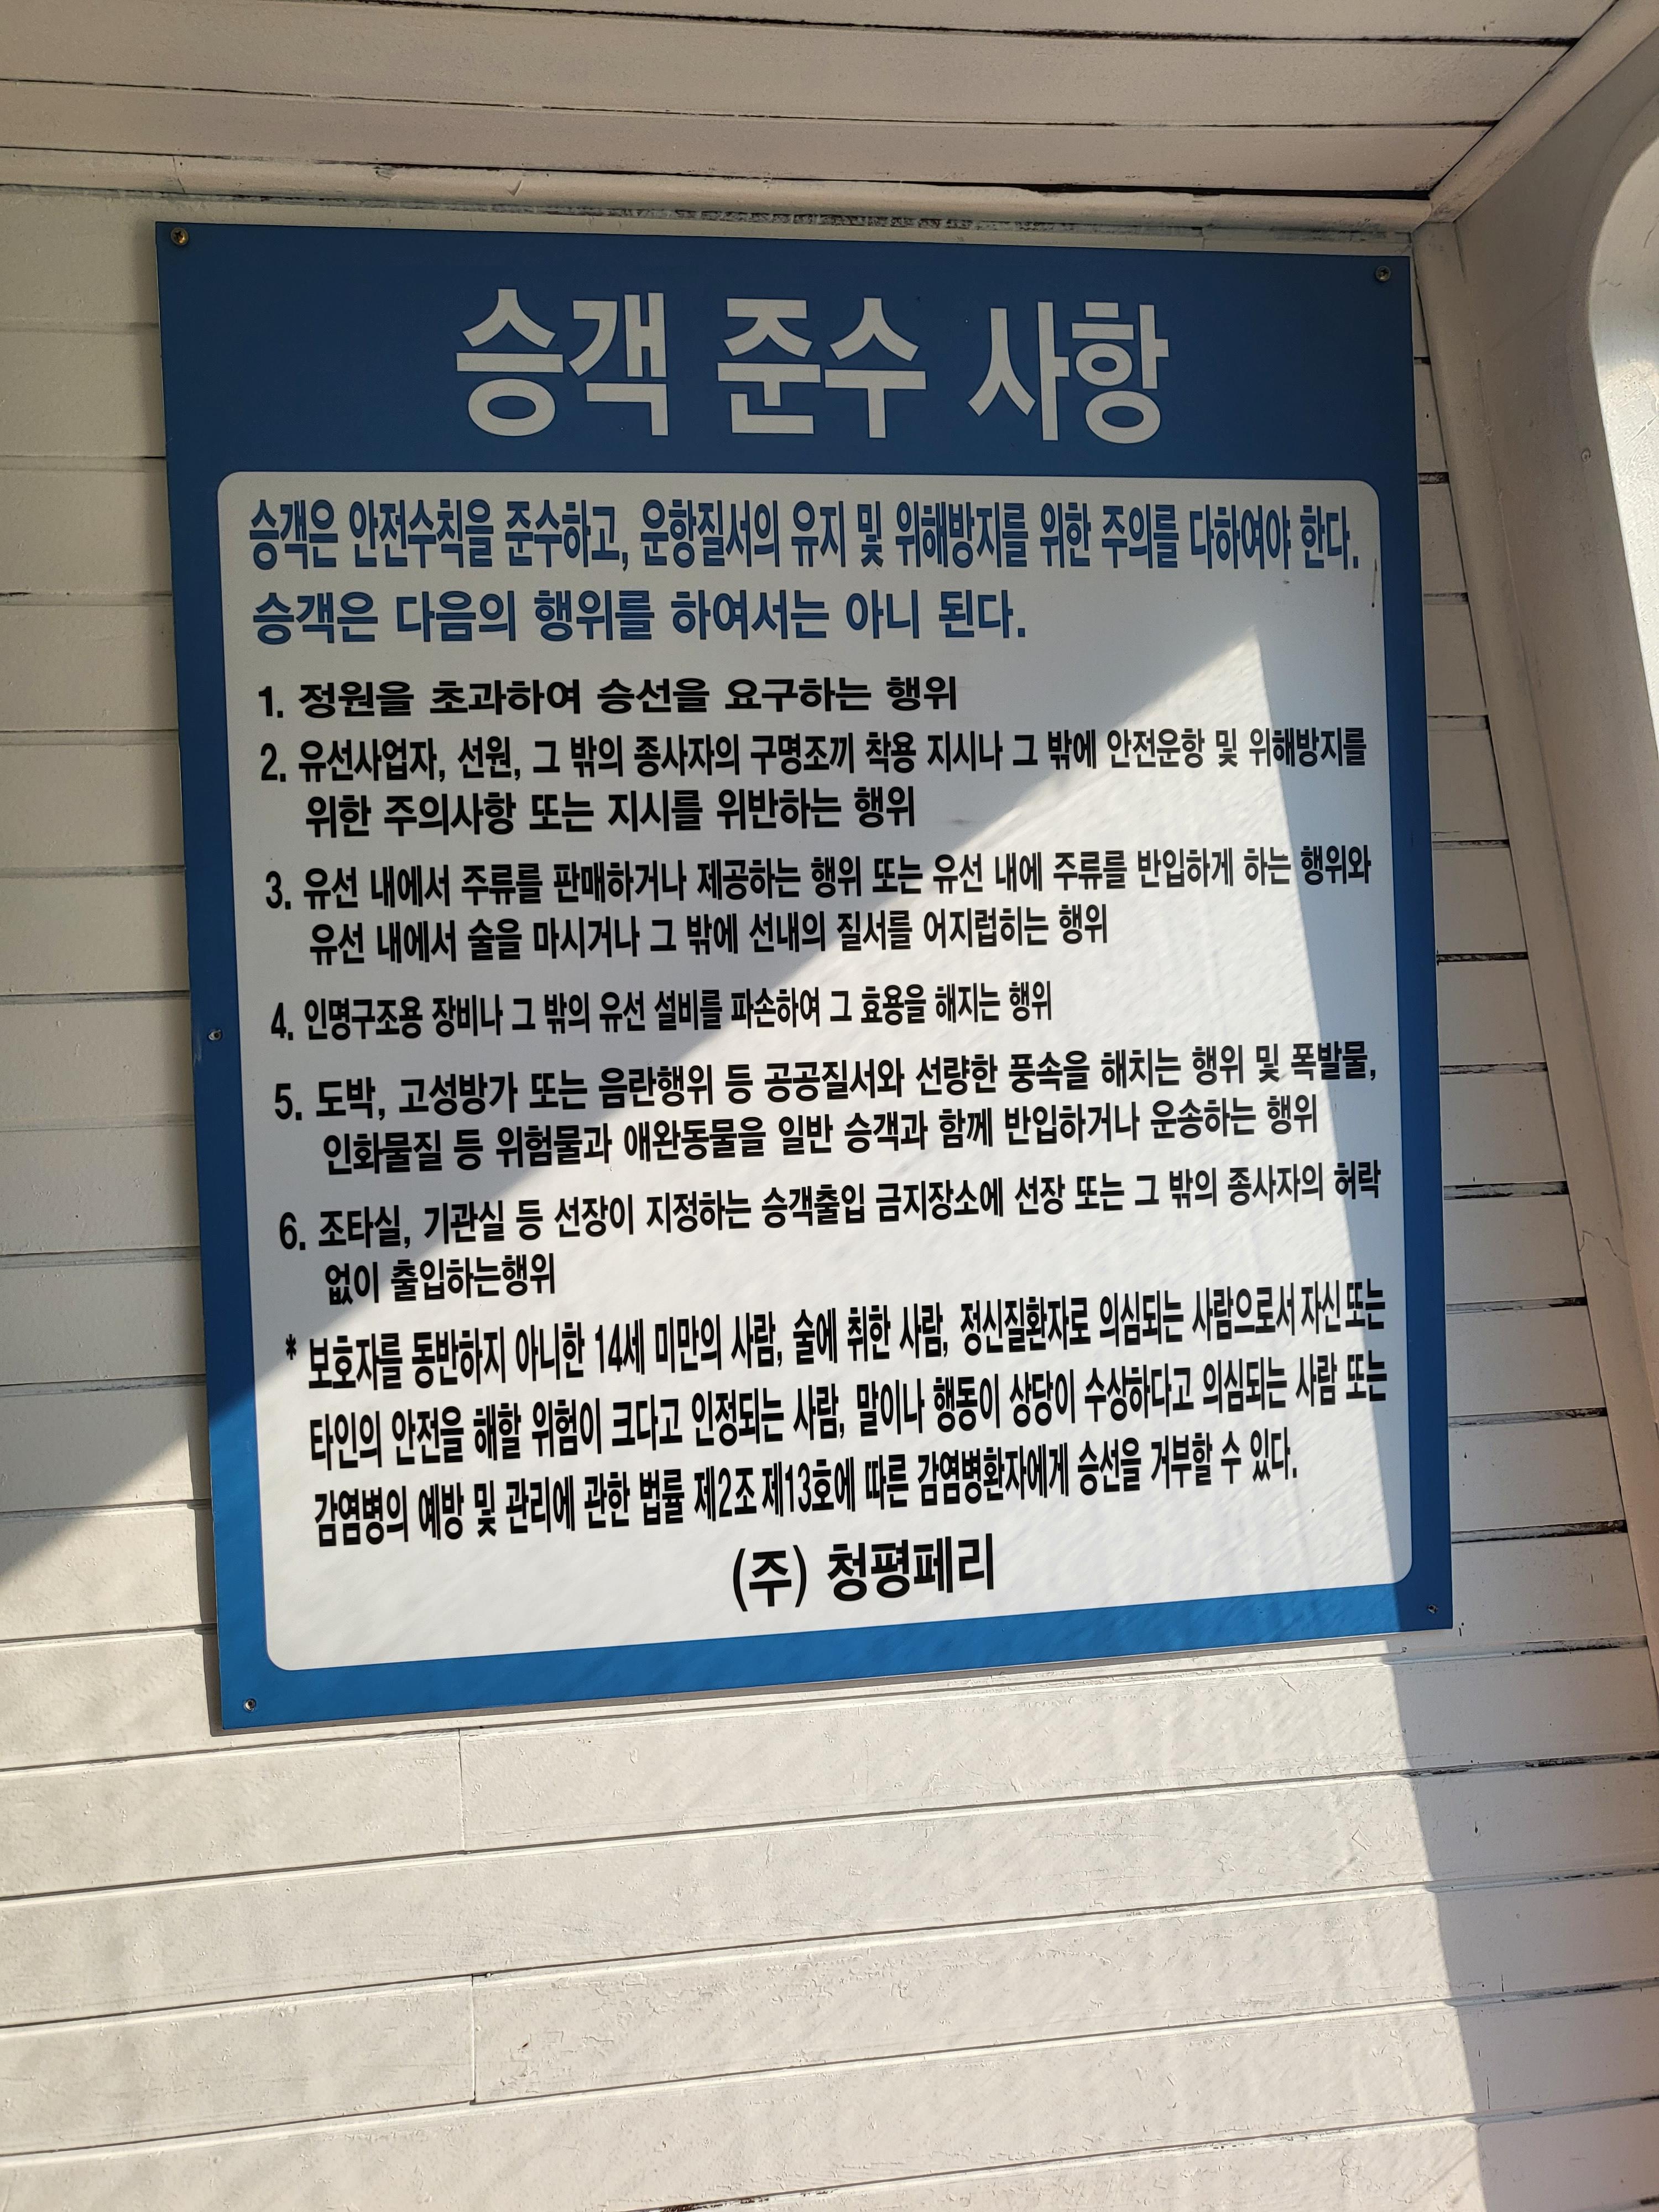 승객 준수 사항
승객은 안전수칙을 준수하고, 운항질서의 유지 및 위해방지를 위한 주의를 다하여야 한다.
승객은 다음의 행위를 하여서는 아니 된다.
1. 정원을 초과하여 승선을 요구하는 행위
2. 유선사업자, 선원, 그 밖의 종사자의 구명조끼 착용 지시나 그 밖에 안전운항 및 위해방지를
위한 주의사항 또는 지시를 위반하는 행위
3. 유선 내에서 주류를 판매하거나 제공하는 행위 또는 유선 내에 주류를 반입하게 하는 행위와
유선 내에서 술을 마시거나 그 밖에 선내의 질서를 어지럽히는 행위
4. 인명구조용 장비나 그 밖의 유선 설비를 파손하여 그 효용을 해지는 행위
5. 도박, 고성방가 또는 음란행위 등 공공질서와 선량한 풍속을 해치는 행위 및 폭발물,
인화물질 등 위험물과 애완동물을 일반 승객과 함께 반입하거나 운송하는 행위
6. 조타실, 기관실 등 선장이 지정하는 승객출입 금지장소에 선장 또는 그 밖의 종사자의 허락
없이 출입하는행위
* 보호자를 동반하지 아니한 14세 미만의 사람, 술에 취한 사람, 정신질환자로 의심되는 사람으로서 자신 또는
타인의 안전을 해할 위험이 크다고 인정되는 사람, 말이나 행동이 상당이 수상하다고 의심되는 사람 또는
감염병의 예방 및 관리에 관한 법률 제2조 제13호에 따른 감염병환자에게 승선을 거부할 수 있다.
(주) 청평페리